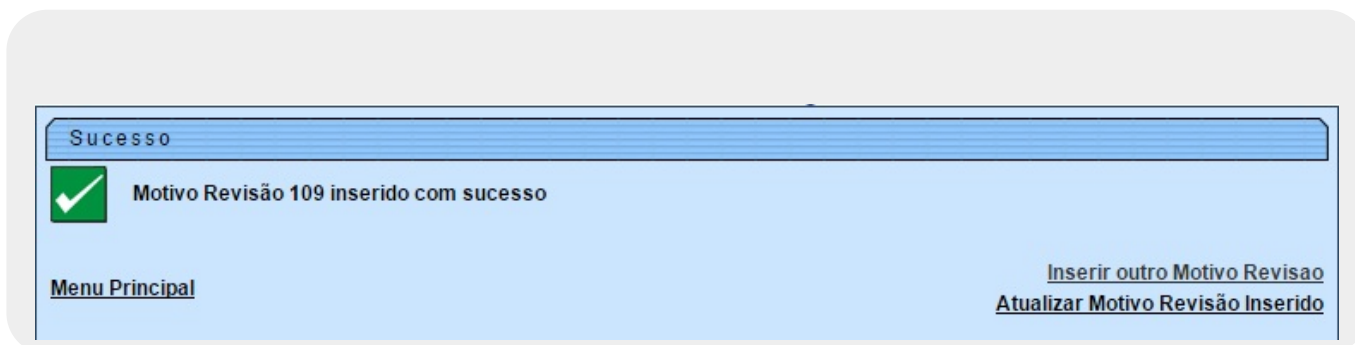 Sucesso
Motivo Revisão 109 inserido com sucesso
Inserir outro Motivo Revisao
Menu Principal
Atualizar Motivo Revisão Inserido